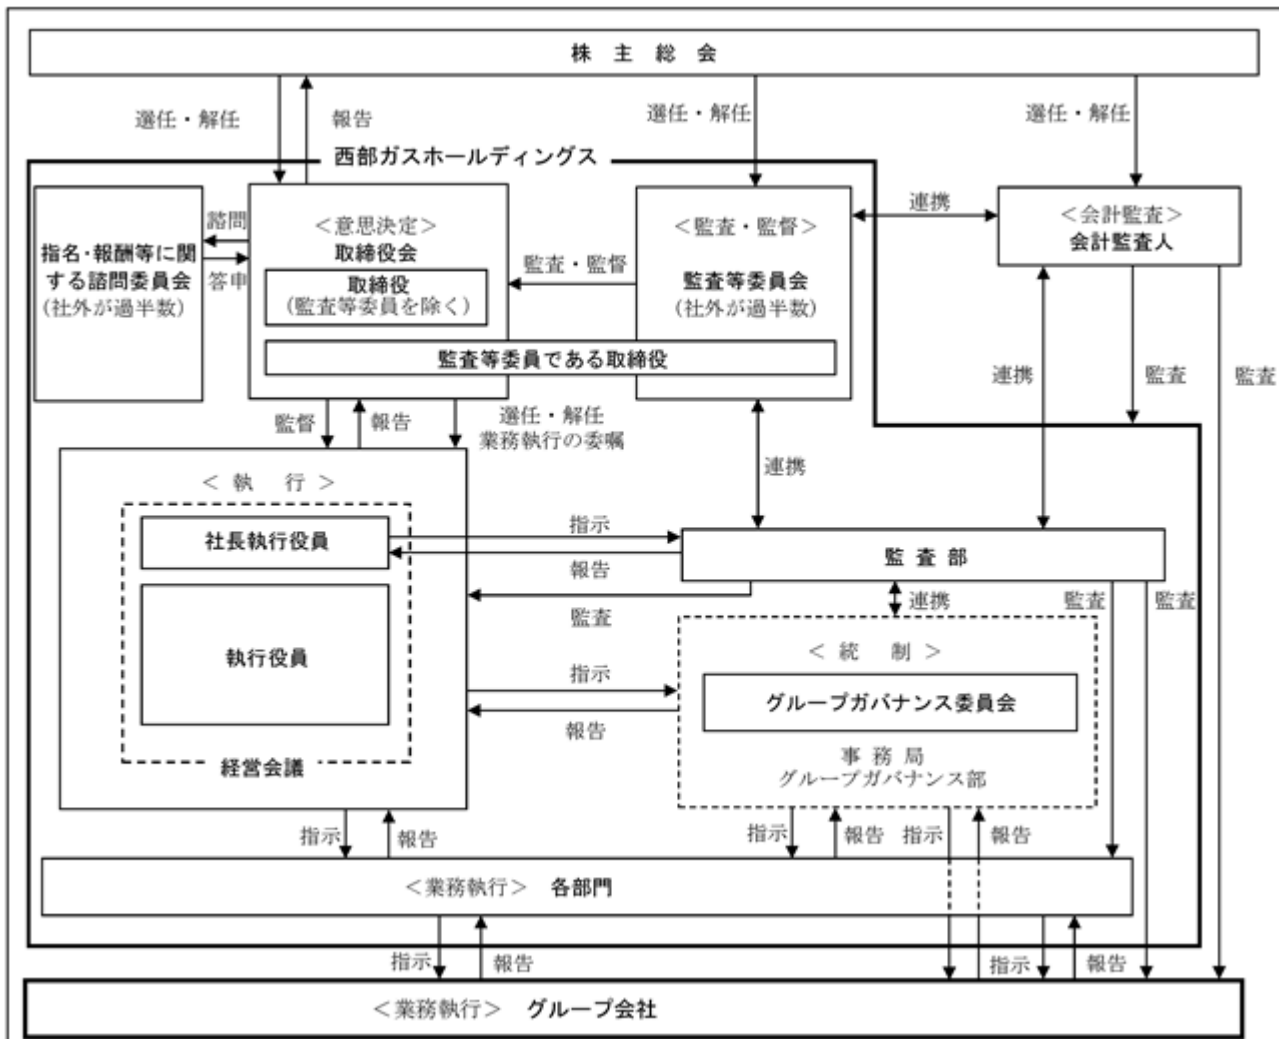 株 主 総 会
選任・解任
報告
選任・解任
選任・解任
西部ガスホールディングス
指名・報酬等に関
する諮問委員会
(社外が過半数)
諮問
答申
＜意思決定＞
取締役会
取締役
(監査等委員を除く)
監査・監督
＜監査・監督＞
監査等委員会
(社外が過半数)
連携
＜会計監査＞
会計監査人
監査等委員である取締役
連携
監査
監査
監督
報告
選任・解任
業務執行の委嘱
連携
＜ 執 行 ＞
社長執行役員
執行役員
経営会議
指示
報告
監査
監 査 部
連携
監査
監査
指示
報告
＜ 統 制 ＞
グループガバナンス委員会
事 務 局
グループガバナンス部
指示
報告
指示
報告
指示
報告
＜業務執行＞ 各部門
指示
報告
指示
報告
＜業務執行＞ グループ会社